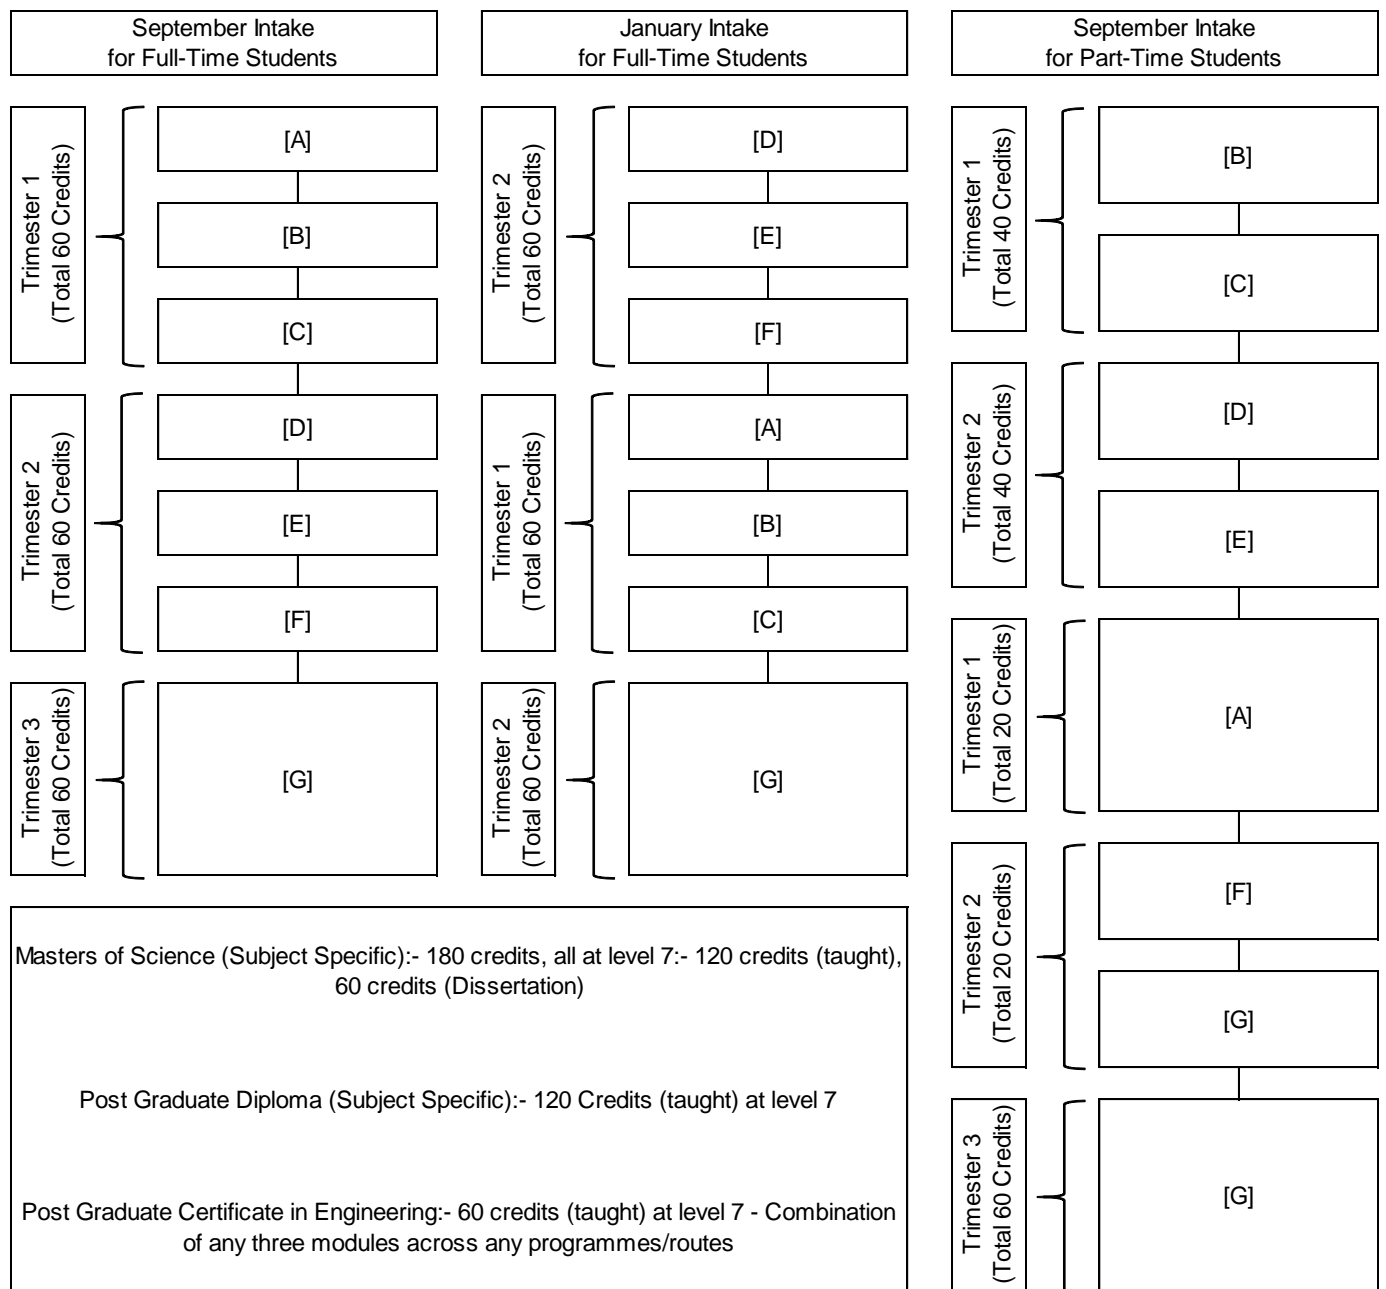 September Intake
for Full-Time Students
Trimester 1
(Total 60 Credits)
[A]
[B]
[C]
Trimester 2
(Total 60 Credits)
[D]
[E]
[F]
Trimester 3
(Total 60 Credits)
[G]
January Intake
for Full-Time Students
Trimester 2
(Total 60 Credits)
[D]
[E]
[F]
Trimester 1
(Total 60 Credits)
[A]
[B]
[C]
Trimester 2
(Total 60 Credits)
[G]
September Intake
for Part-Time Students
Trimester 1
(Total 40 Credits)
[B]
[C]
Trimester 2
(Total 40 Credits)
[D]
[E]
Trimester 1
(Total 20 Credits)
[A]
Trimester 2
(Total 20 Credits)
[F]
[G]
Trimester 3
(Total 60 Credits)
[G]
Masters of Science (Subject Specific):- 180 credits, all at level 7:- 120 credits (taught),
60 credits (Dissertation)
Post Graduate Diploma (Subject Specific):- 120 Credits (taught) at level 7
Post Graduate Certificate in Engineering:- 60 credits (taught) at level 7 - Combination
of any three modules across any programmes/routes